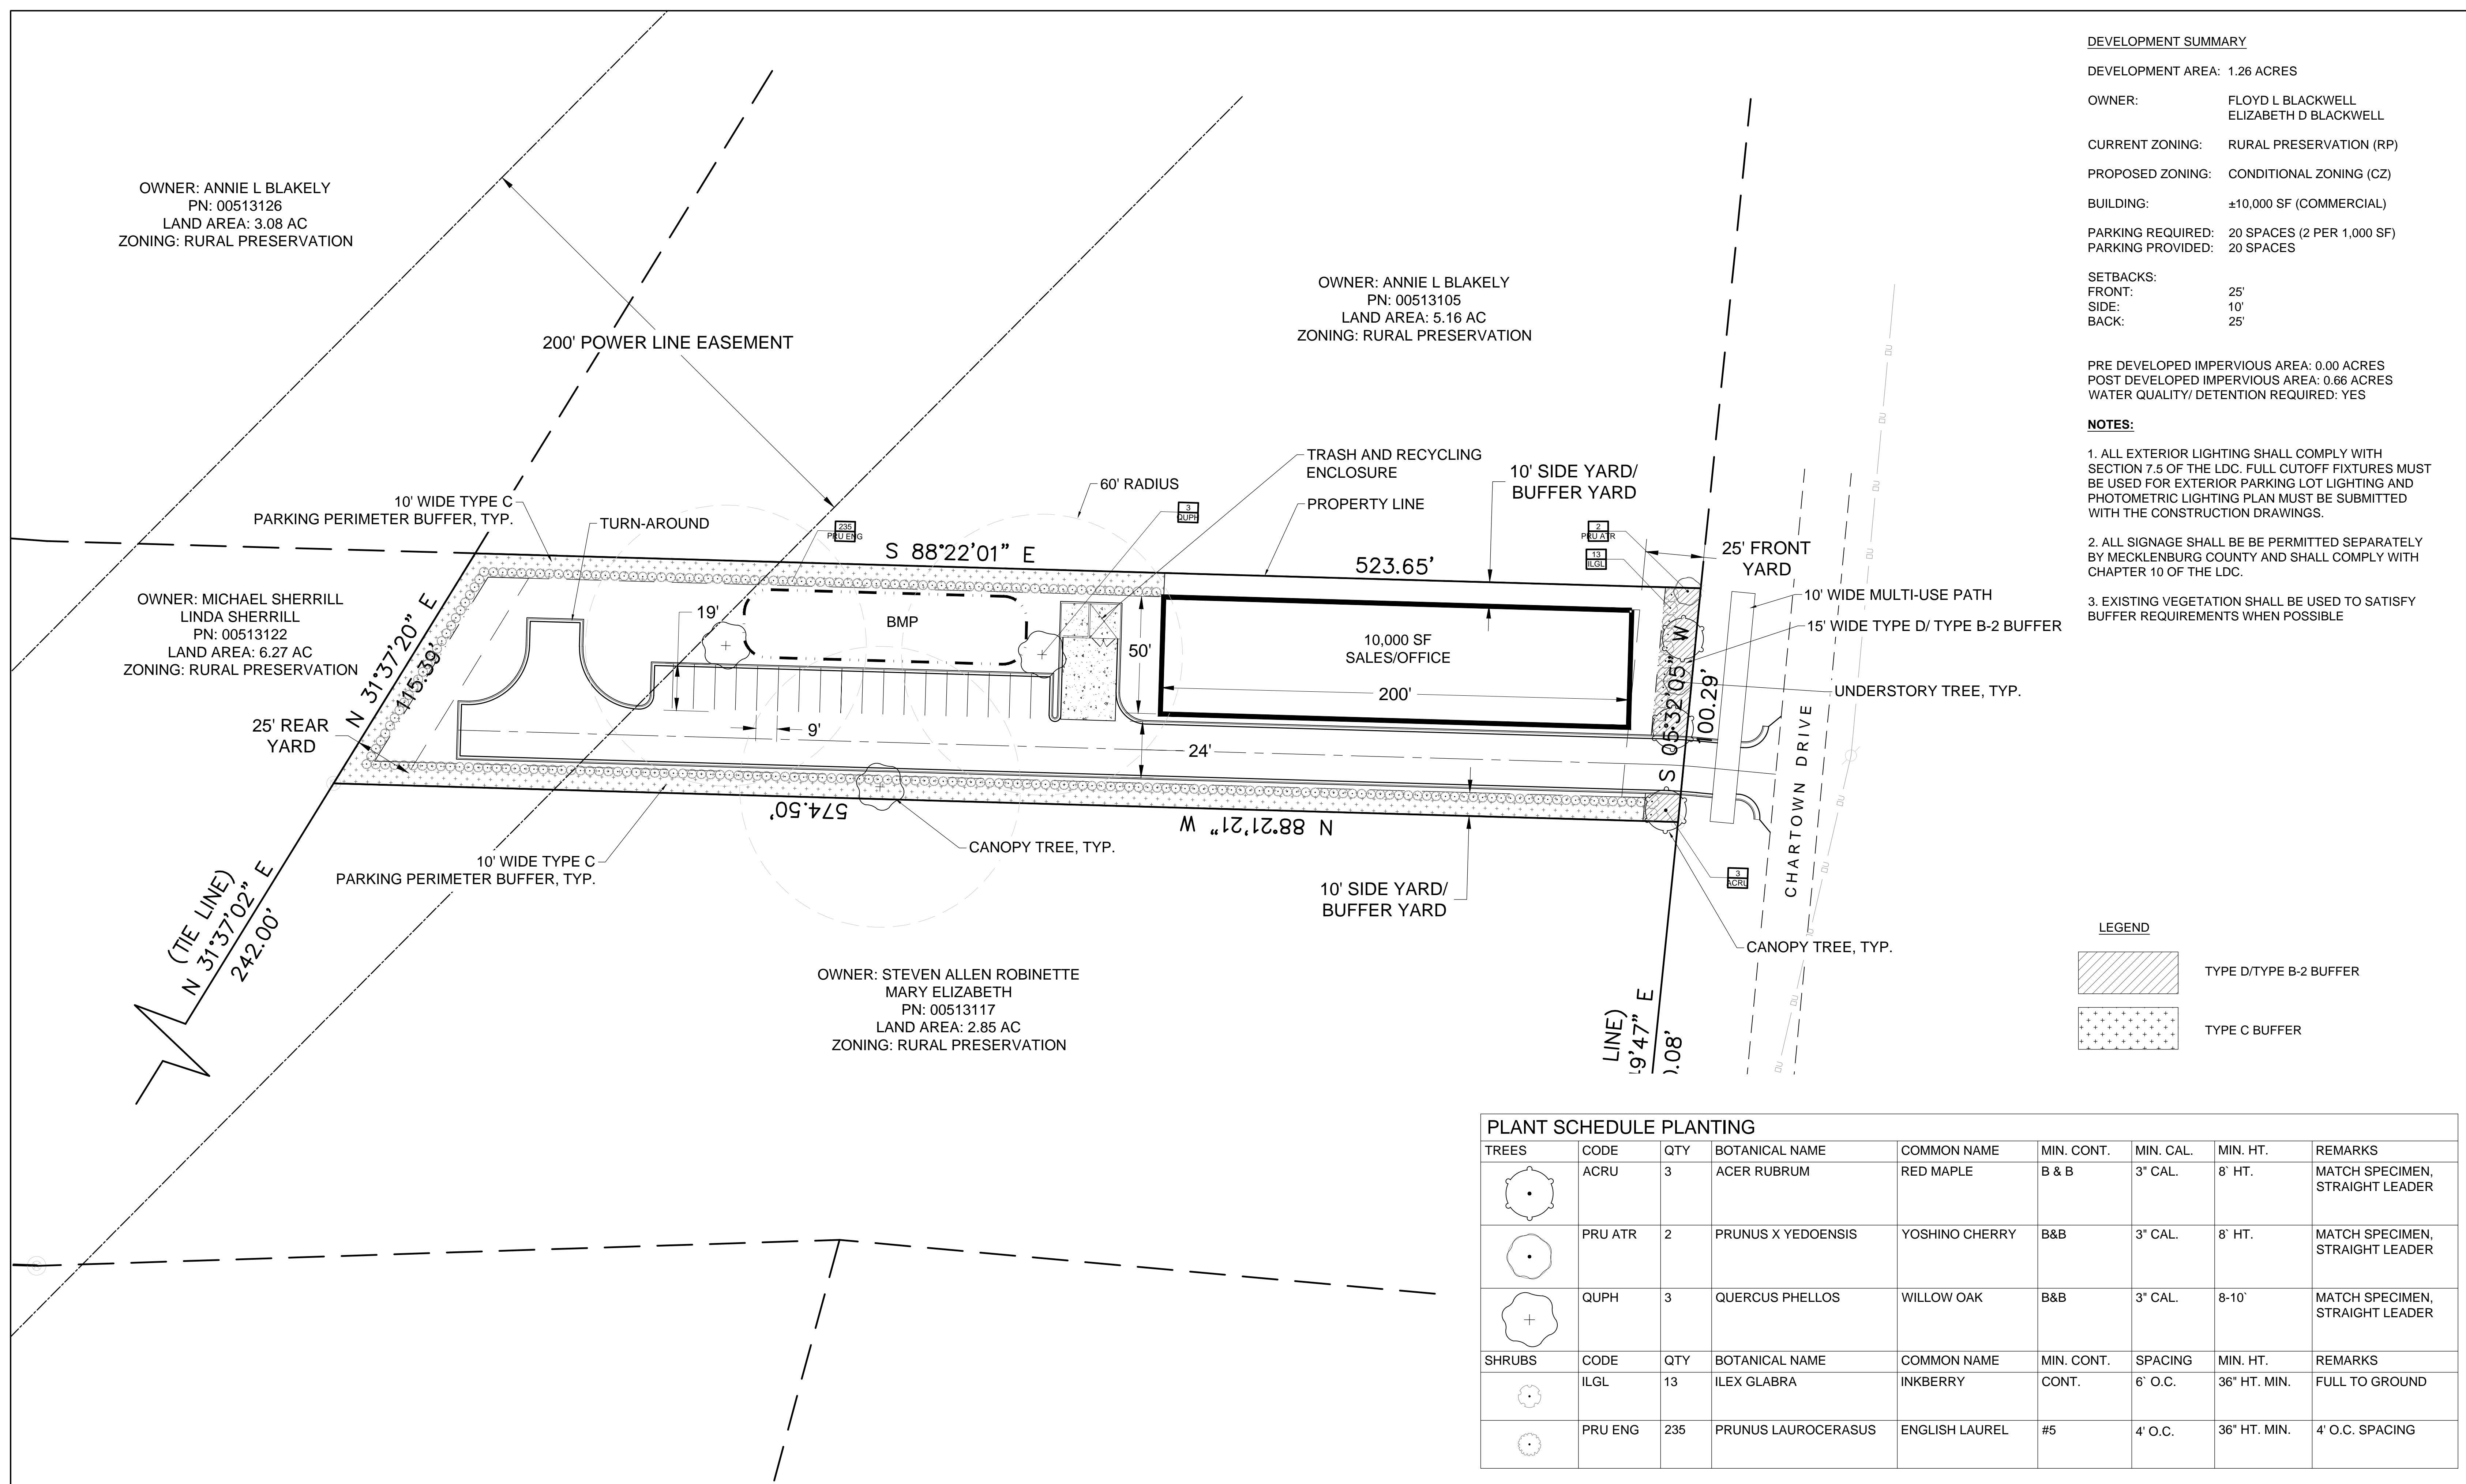 DEVELOPMENT SUMMARY
DEVELOPMENT AREA: 1.26 ACRES
OWNER: FLOYD L BLACKWELL
ELIZABETH D BLACKWELL
CURRENT ZONING: RURAL PRESERVATION (RP)
PROPOSED ZONING: CONDITIONAL ZONING (CZ)
BUILDING: ±10,000 SF (COMMERCIAL)
PARKING REQUIRED: 20 SPACES (2 PER 1,000 SF)
PARKING PROVIDED: 20 SPACES
SETBACKS:
FRONT: 25'
SIDE: 10'
BACK: 25'
PRE DEVELOPED IMPERVIOUS AREA: 0.00 ACRES
POST DEVELOPED IMPERVIOUS AREA: 0.66 ACRES
WATER QUALITY/ DETENTION REQUIRED: YES
NOTES:
1. ALL EXTERIOR LIGHTING SHALL COMPLY WITH
SECTION 7.5 OF THE LDC. FULL CUTOFF FIXTURES MUST
BE USED FOR EXTERIOR PARKING LOT LIGHTING AND
PHOTOMETRIC LIGHTING PLAN MUST BE SUBMITTED
WITH THE CONSTRUCTION DRAWINGS.
2. ALL SIGNAGE SHALL BE BE PERMITTED SEPARATELY
BY MECKLENBURG COUNTY AND SHALL COMPLY WITH
CHAPTER 10 OF THE LDC.
3. EXISTING VEGETATION SHALL BE USED TO SATISFY
BUFFER REQUIREMENTS WHEN POSSIBLE
OWNER: ANNIE L BLAKELY
PN: 00513126
LAND AREA: 3.08 AC
ZONING: RURAL PRESERVATION
OWNER: ANNIE L BLAKELY
PN: 00513105
LAND AREA: 5.16 AC
ZONING: RURAL PRESERVATION
200' POWER LINE EASEMENT
TRASH AND RECYCLING
ENCLOSURE
10' SIDE YARD/
BUFFER YARD
60' RADIUS
PROPERTY LINE
10' WIDE TYPE C
PARKING PERIMETER BUFFER, TYP.
TURN-AROUND
3
QUPH
235
PRU ENG
2
PRU ATR
13
ILGL
S 88°22'01" E
523.65'
25' FRONT
YARD
10' WIDE MULTI-USE PATH
15' WIDE TYPE D/ TYPE B-2 BUFFER
UNDERSTORY TREE, TYP.
OWNER: MICHAEL SHERRILL
LINDA SHERRILL
PN: 00513122
LAND AREA: 6.27 AC
ZONING: RURAL PRESERVATION
N 31°37'20" E
115.39'
19'
BMP
50'
10,000 SF
SALES/OFFICE
200'
S 05°32'05" W
100.29'
25' REAR
YARD
9'
24'
CHARTOWN DRIVE
574.50'
N 88°21'21" W
CANOPY TREE, TYP.
10' WIDE TYPE C
PARKING PERIMETER BUFFER, TYP.
10' SIDE YARD/
BUFFER YARD
3
ACRU
CANOPY TREE, TYP.
(TIE LINE)
N 31°37'02" E
242.00'
OWNER: STEVEN ALLEN ROBINETTE
MARY ELIZABETH
PN: 00513117
LAND AREA: 2.85 AC
ZONING: RURAL PRESERVATION
LINE)
9'47" E
.08'
OU
OU
OU
OU
OU
OU
OU
OU
OU
OU
LEGEND
TYPE D/TYPE B-2 BUFFER
TYPE C BUFFER
PLANT SCHEDULE PLANTING
TREES CODE QTY BOTANICAL NAME COMMON NAME MIN. CONT. MIN. CAL. MIN. HT. REMARKS
ACRU 3 ACER RUBRUM RED MAPLE B & B 3" CAL. 8` HT. MATCH SPECIMEN,
STRAIGHT LEADER
PRU ATR 2 PRUNUS X YEDOENSIS YOSHINO CHERRY B&B 3" CAL. 8` HT. MATCH SPECIMEN,
STRAIGHT LEADER
QUPH 3 QUERCUS PHELLOS WILLOW OAK B&B 3" CAL. 8-10` MATCH SPECIMEN,
STRAIGHT LEADER
SHRUBS CODE QTY BOTANICAL NAME COMMON NAME MIN. CONT. SPACING MIN. HT. REMARKS
ILGL 13 ILEX GLABRA INKBERRY CONT. 6` O.C. 36" HT. MIN. FULL TO GROUND
PRU ENG 235 PRUNUS LAUROCERASUS ENGLISH LAUREL #5 4' O.C. 36" HT. MIN. 4' O.C. SPACING